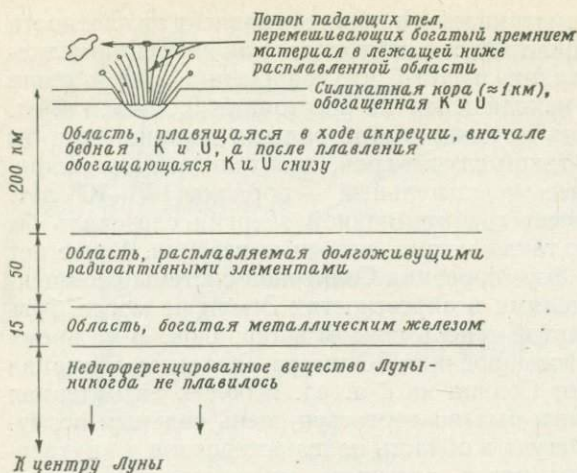 Поток падающих тел,
перемешивающих богатый кремнием
материал в лежащей ниже
расплавленной области
Силикатная кора (≈1км),
обогащенная K и U
Область, плавящаяся в ходе аккреции, вначале
бедная K и U, а после плавления
обогащающаяся K и U снизу
200 км
Область, расплавляемая долгоживущими
радиоактивными элементами
50
Область, богатая металлическим железом
15
Недифференцированное вещество Луны-
никогда не плавилось
К центру Луны